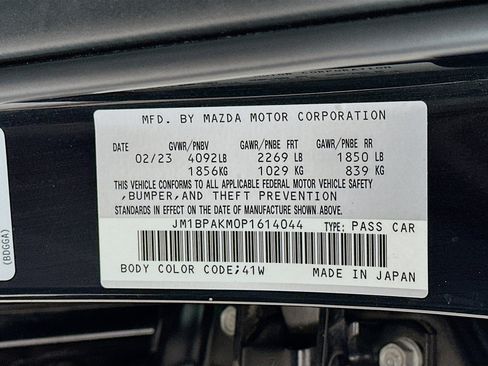 MFD. BY MAZDA MOTOR CORPORATION
DATE GVWR/PNBV GAWR/PNBE FRT GAWR/PNBE RR
02/23 4092LB 2269 LB 1850 LB
1856KG 1029 KG 839 KG
THIS VEHICLE CONFORMS TO ALL APPLICABLE FEDERAL MOTOR VEHICLE SAFETY
,BUMPER,AND THEFT PREVENTION
STANDARDS IN EFFECT ON THE DATE OF MANUFACTURE SHOWN ABOVE.
JM1BPAKM0P1614044 TYPE: PASS CAR
BODY COLOR CODE;41W MADE IN JAPAN
(BDGGA)